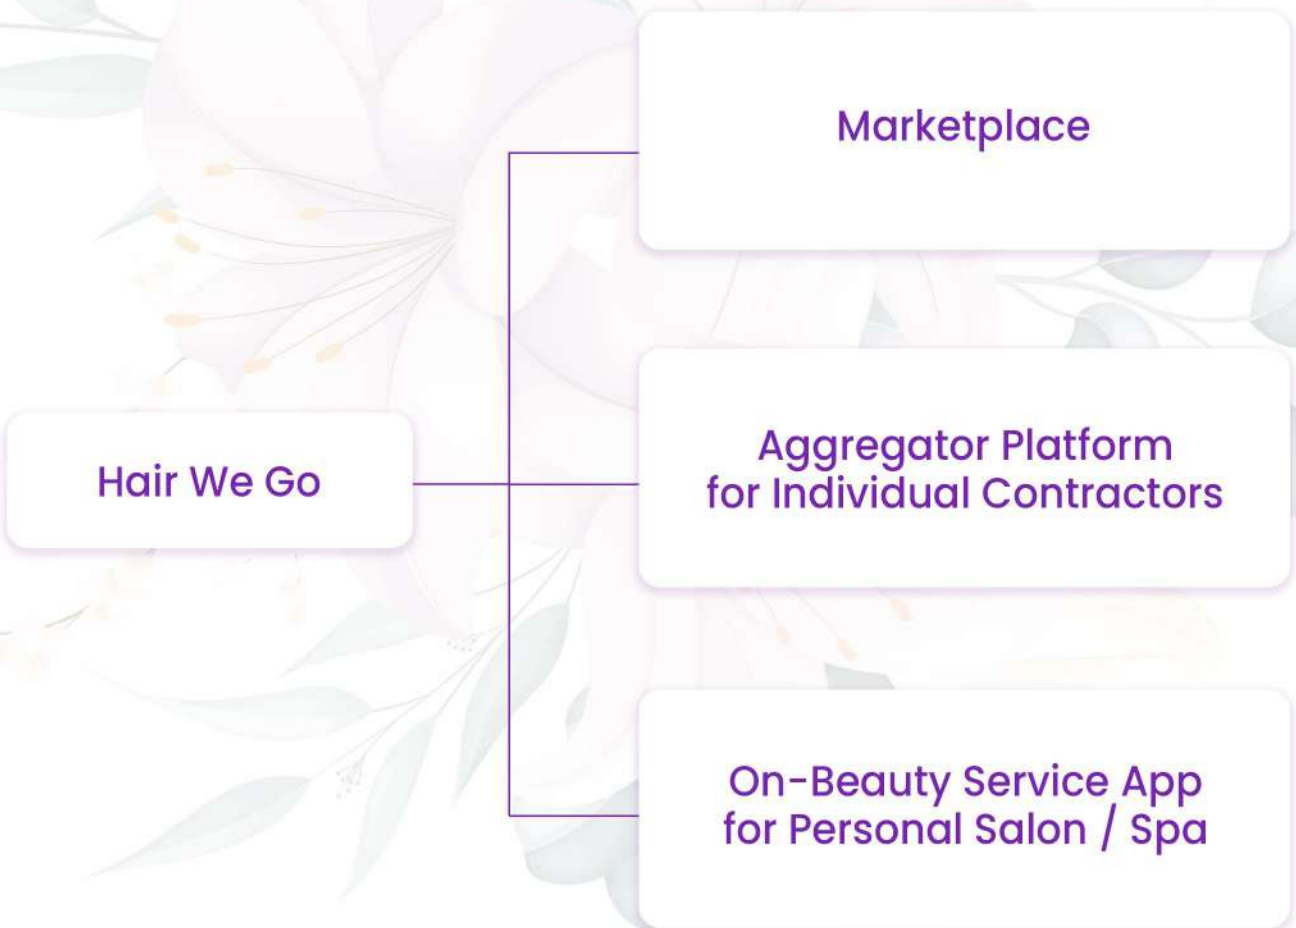 Marketplace
Hair We Go
Aggregator Platform
for Individual Contractors
On-Beauty Service App
for Personal Salon / Spa